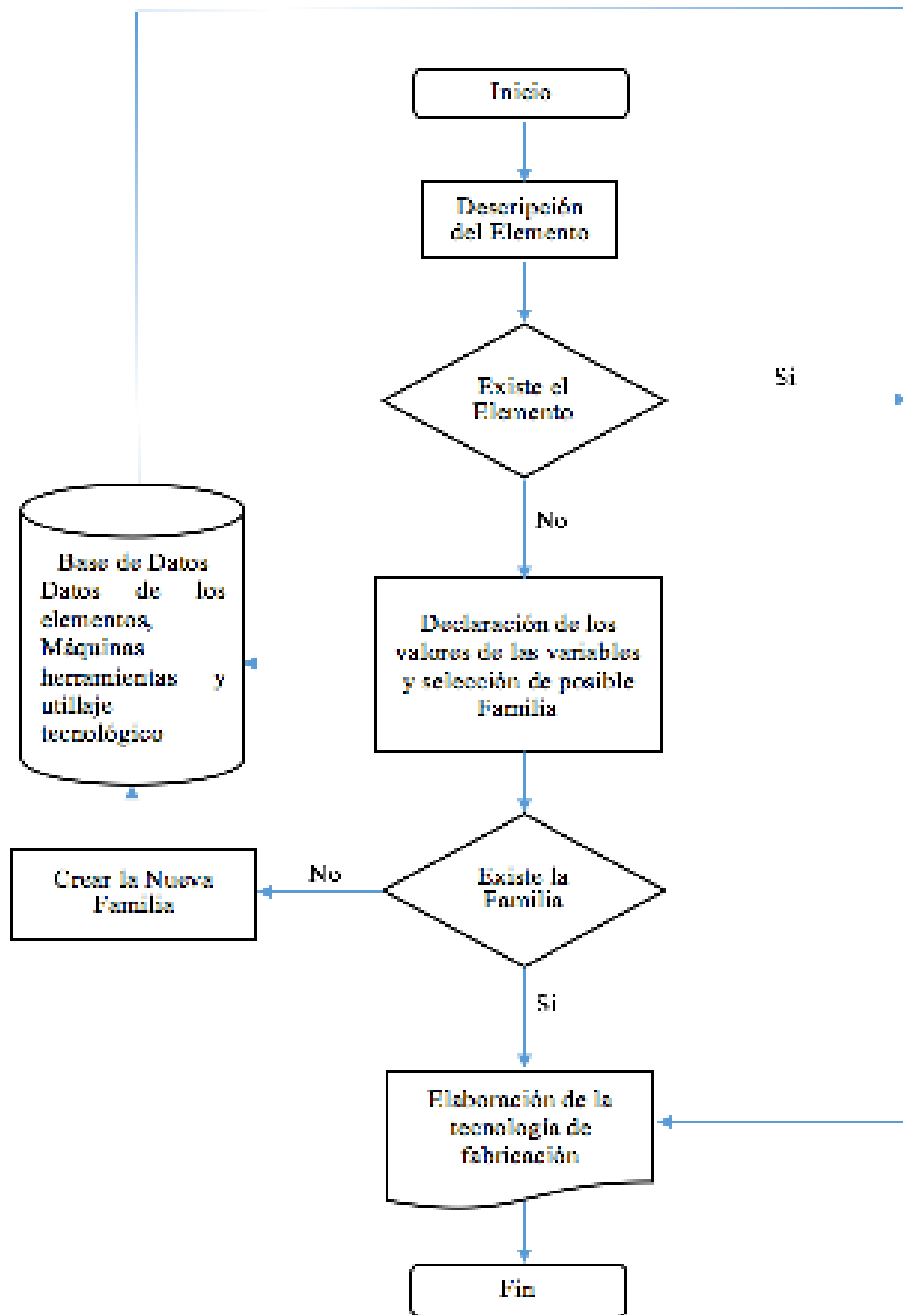 Inicio
Descripción
del Elemento
Existe el
Elemento
Si
No
Base de Datos
Datos de los
elementos,
Máquinas
herramientas y
utillaje
tecnológico
Declaración de los
valores de las variables
y selección de posible
Familia
Crear la Nueva
Familia
No
Existe la
Familia
Si
Elaboración de la
tecnología de
fabricación
Fin